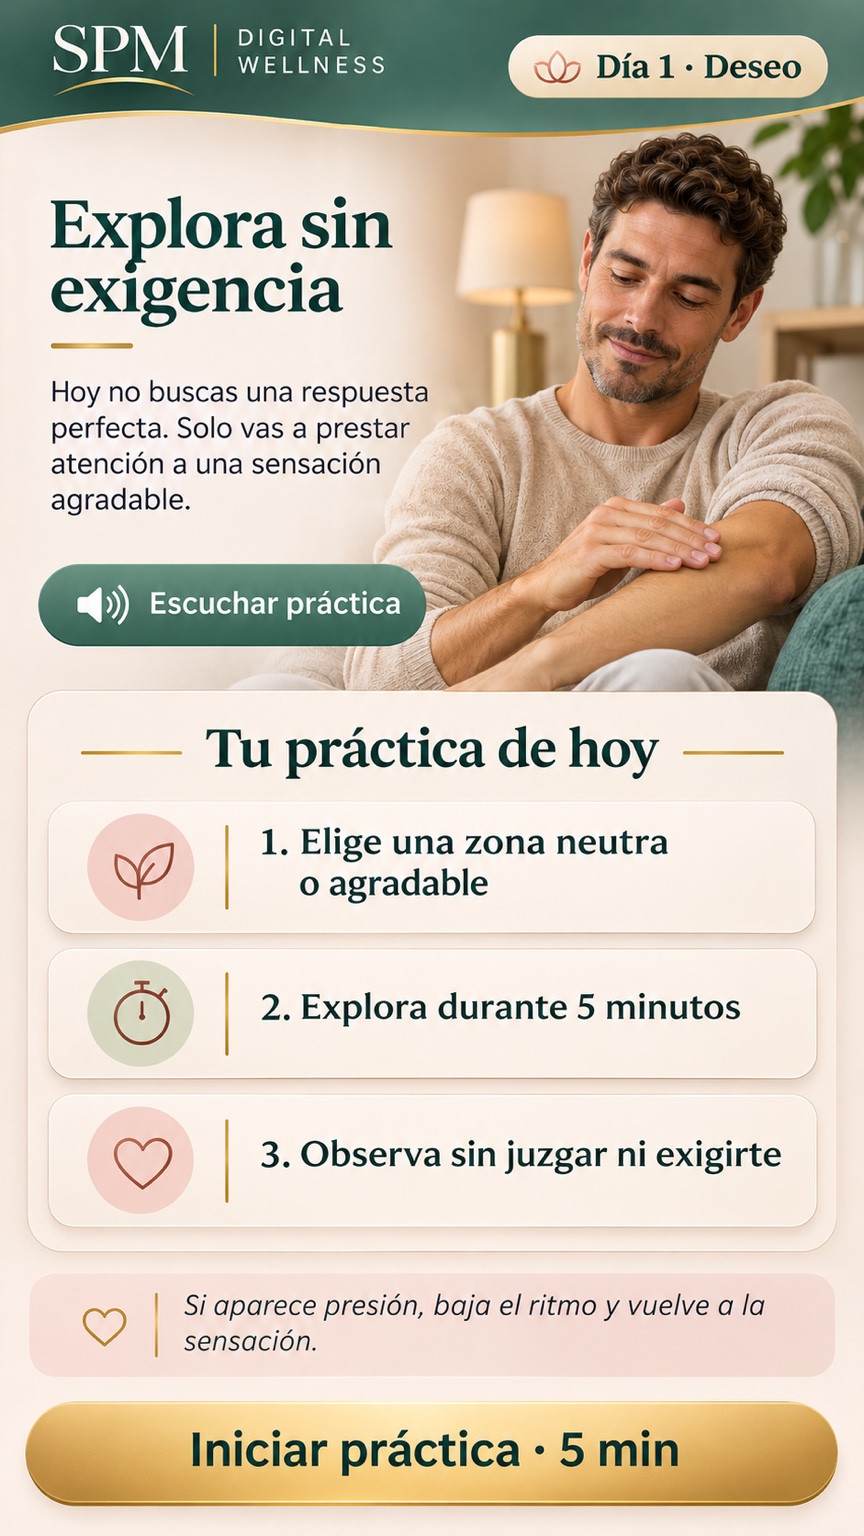 SPM
DIGITAL
WELLNESS
Día 1 · Deseo
Explora sin
exigencia
Hoy no buscas una respuesta
perfecta. Solo vas a prestar
atención a una sensación
agradable.
Escuchar práctica
Tu práctica de hoy
1. Elige una zona neutra
o agradable
2. Explora durante 5 minutos
3. Observa sin juzgar ni exigirte
Si aparece presión, baja el ritmo y vuelve a la
sensación.
Iniciar práctica · 5 min